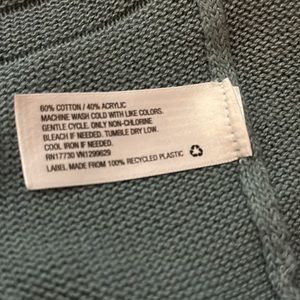 60% COTTON / 40% ACRYLIC
MACHINE WASH COLD WITH LIKE COLORS.
GENTLE CYCLE. ONLY NON-CHLORINE
BLEACH IF NEEDED. TUMBLE DRY LOW.
COOL IRON IF NEEDED.
RN17730 VN1299629
LABEL MADE FROM 100% RECYCLED PLASTIC